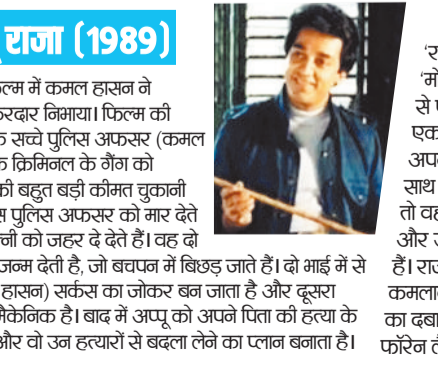 राजा (1989)
ल्म में कमल हासन ने
रदार निभाया। फिल्म की
सच्चे पुलिस अफसर (कमल
क्रिमिनल के गैंग को
की बहुत बड़ी कीमत चुकानी
पुलिस अफसर को मार देते
नी को जहर दे देते हैं। वह दो
जन्म देती है, जो बचपन में बिछड़ जाते हैं। दो भाई में से
हासन) सर्कस का जोकर बन जाता है और दूसरा
मैकेनिक है। बाद में अप्पू को अपने पिता की हत्या के
और वो उन हत्यारों से बदला लेने का प्लान बनाता है।
‘र
‘मो
से प
एक
अप
साथ
तो वह
और उ
हैं। राज
कमला
का दबा
फॉरेन लै